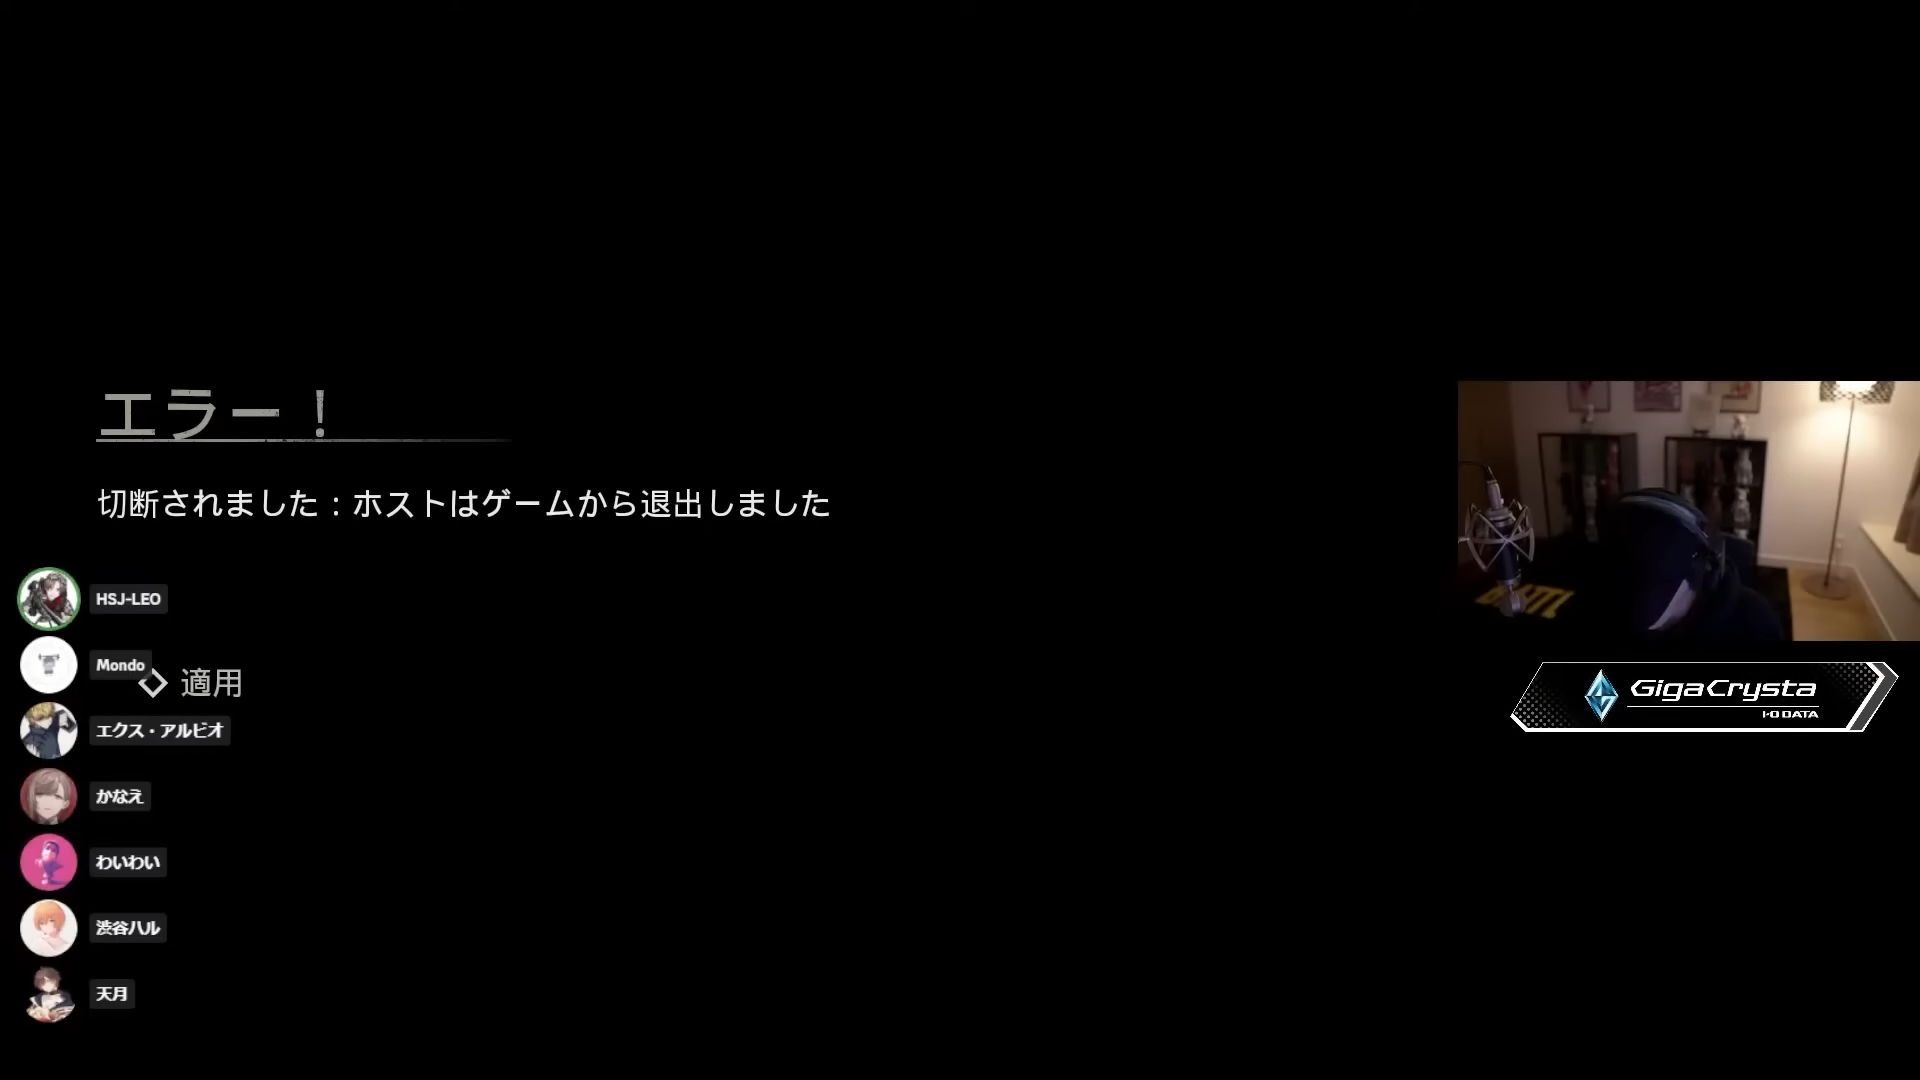 エラー！
切断されました：ホストはゲームから退出しました
HSJ-LEO
Mondo
適用
エクス・アルビオ
かなえ
わいわい
渋谷ハル
天月
GigaCrysta
I-O DATA